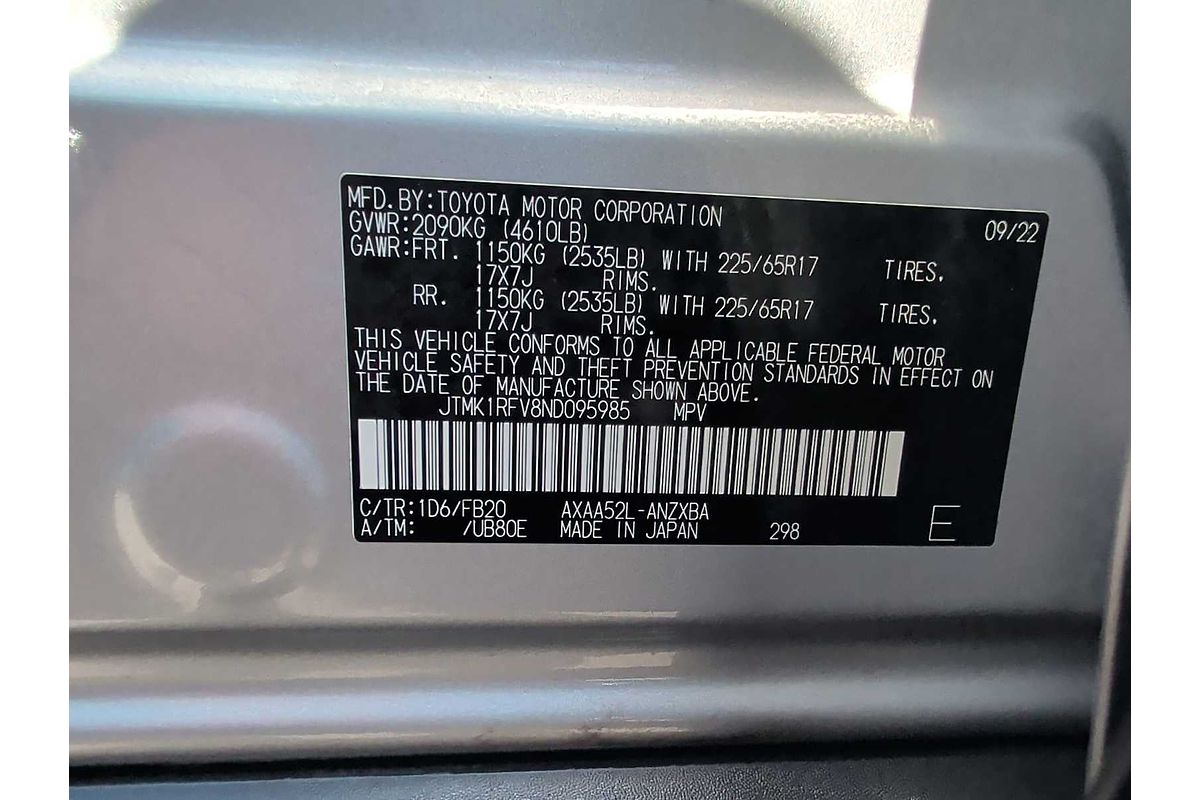 MFD.BY:TOYOTA MOTOR CORPORATION 09/22
GVWR:2090KG (4610LB)
GAWR:FRT. 1150KG (2535LB) WITH 225/65R17 TIRES.
17X7J RIMS.
RR. 1150KG (2535LB) WITH 225/65R17 TIRES.
17X7J RIMS.
THIS VEHICLE CONFORMS TO ALL APPLICABLE FEDERAL MOTOR
VEHICLE SAFETY AND THEFT PREVENTION STANDARDS IN EFFECT ON
THE DATE OF MANUFACTURE SHOWN ABOVE.
JTMK1RFV8ND095985 MPV
C/TR:1D6/FB20 AXAA52L-ANZXBA
A/TM: /UB80E MADE IN JAPAN 298 E